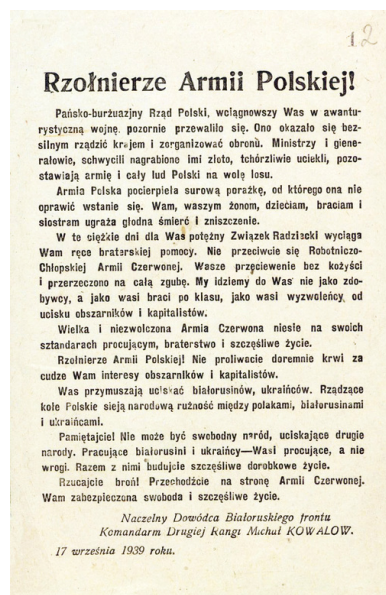 12
Rzołnierze Armii Polskiej!
Pańsko-burżuazjny Rząd Polski, wciągnowszy Was w awantu-
rystyczną wojnę, pozornie przewaliło się. Ono okazało się bez-
silnym rządzić krajem i zorganizować obronù. Ministrzy i giene-
rałowie, schwycili nagrabione imi złoto, tchórzliwie uciekli, pozo-
stawiają armię i cały lud Polski na wolę losu.
Armia Polska pocierpiela surową porażkę, od którego ona nie
oprawić wstanie się. Wam, waszym żonom, dzieciam, braciam i
siostram ugraża głodna śmierć i zniszczenie.
W te ciężkie dni dla Was potężny Związek Radziecki wyciąga
Wam ręce braterskiej pomocy. Nie przeciwcie się Robotniczo-
Chłopskiej Armii Czerwonej. Wasze przęciewenie bez kożyści
i przerzeczono na całą zgubę. My idziemy do Was nie jako zdo-
bywcy, a jako wasi braci po klasu, jako wasi wyzwoleńcy od
ucisku obszarników i kapitalistów.
Wielka i niezwolczona Armia Czerwona niesie na swoich
sztandarach procującym, braterstwo i szczęśliwe życie.
Rzołnierze Armii Polskiej! Nie proliwacie doremnie krwi za
cudze Wam interesy obszarników i kapitalistów.
Was przymuszają uciskać białorusinów, ukraińców. Rządzące
kole Polskie sieją narodową rużność między polakami, białorusinami
i ukraińcami.
Pamiętajcie! Nie może być swobodny naród, uciskające drugie
narody. Pracujące białorusini i ukraińcy—Wasi procujące, a nie
wrogi. Razem z nimi budujcie szczęśliwe dorobkowe życie.
Rzucajcie broń! Przechodźcie na stronę Armii Czerwonej.
Wam zabezpieczona swoboda i szczęśliwe życie.
Naczelny Dowódca Białoruskiego frontu
Komandarm Drugiej Rangi Michał KOWALOW.
17 września 1939 roku.